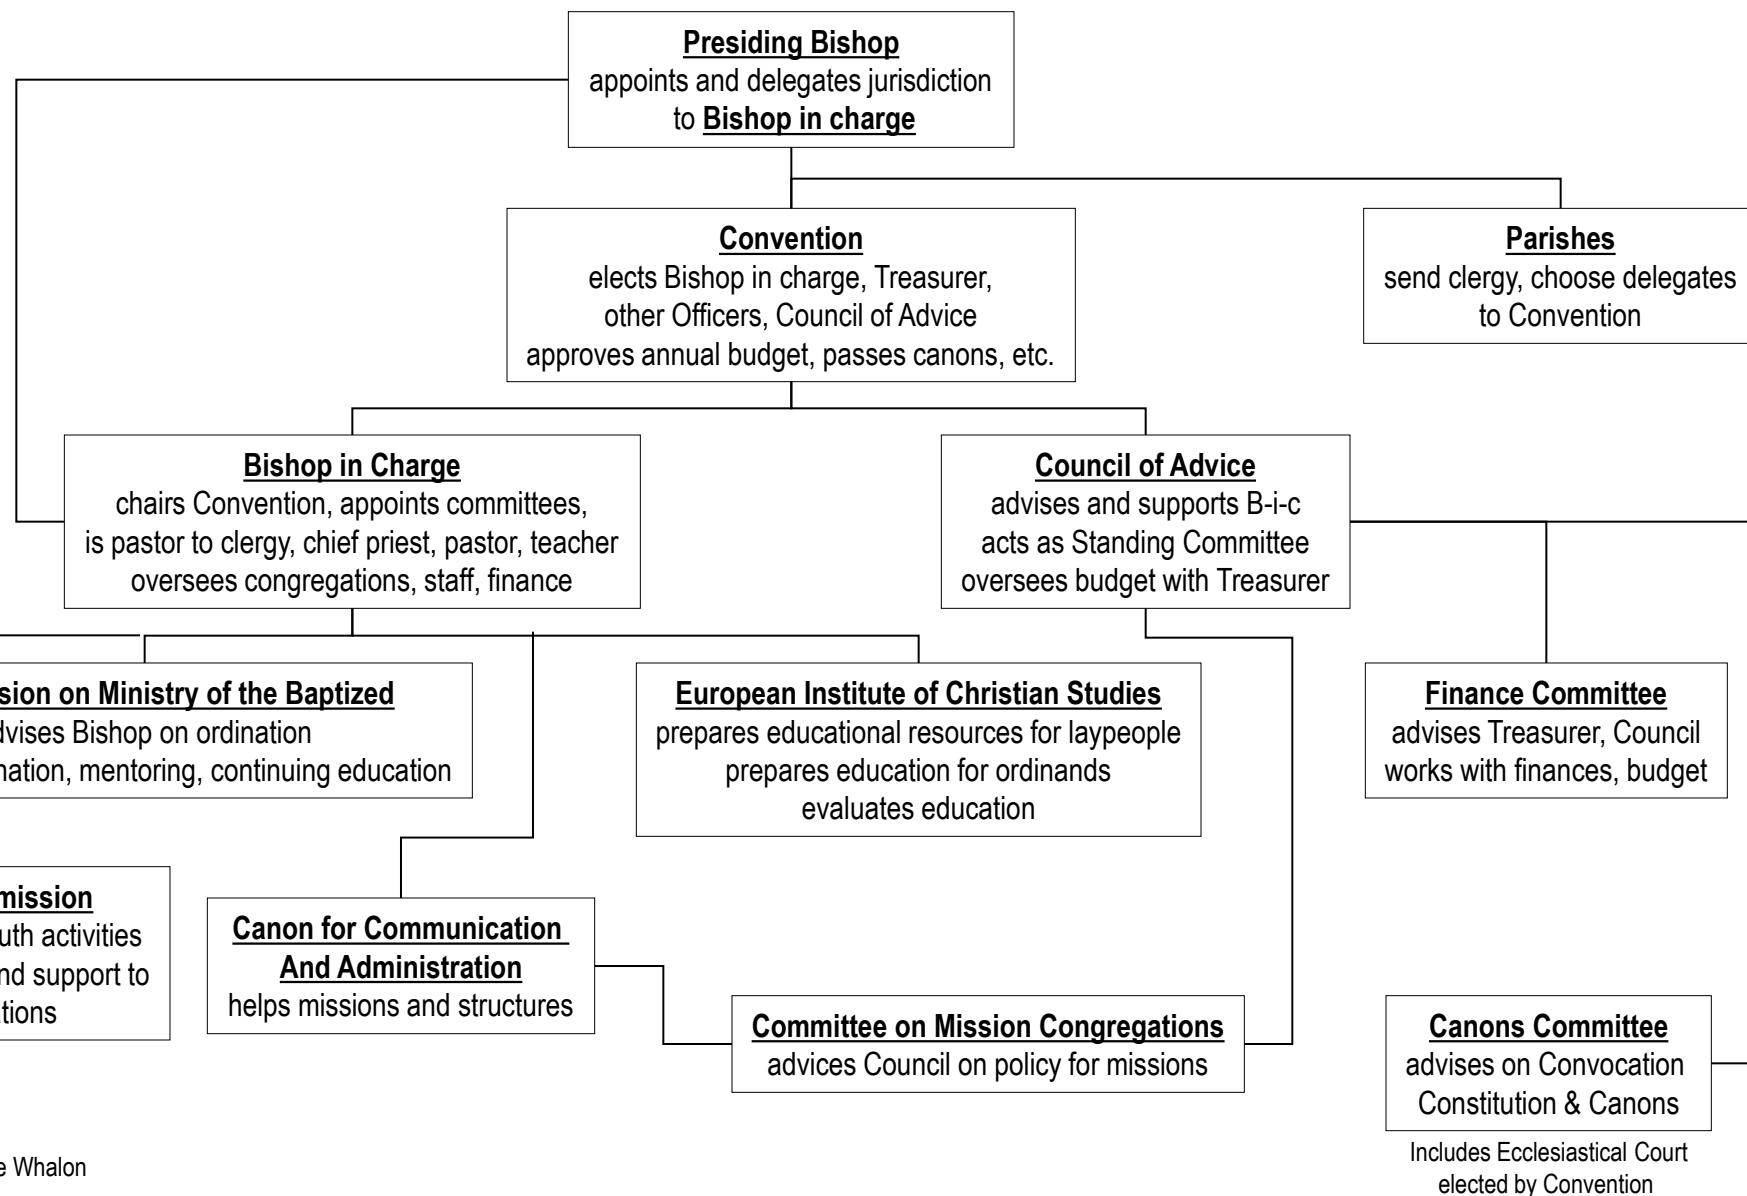 Presiding Bishop
appoints and delegates jurisdiction
to Bishop in charge
Convention
elects Bishop in charge, Treasurer,
other Officers, Council of Advice
approves annual budget, passes canons, etc.
Parishes
send clergy, choose delegates
to Convention
Bishop in Charge
chairs Convention, appoints committees,
is pastor to clergy, chief priest, pastor, teacher
oversees congregations, staff, finance
Council of Advice
advises and supports B-i-c
acts as Standing Committee
oversees budget with Treasurer
sion on Ministry of the Baptized
dvises Bishop on ordination
nation, mentoring, continuing education
European Institute of Christian Studies
prepares educational resources for laypeople
prepares education for ordinands
evaluates education
Finance Committee
advises Treasurer, Council
works with finances, budget
mission
uth activities
nd support to
ations
Canon for Communication
And Administration
helps missions and structures
Committee on Mission Congregations
advices Council on policy for missions
Canons Committee
advises on Convocation
Constitution & Canons
Includes Ecclesiastical Court
elected by Convention
e Whalon